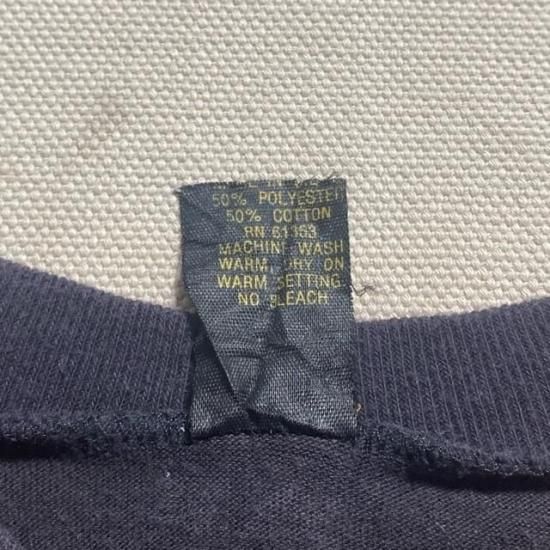 50% POLYESTER
50% COTTON
RN 61353
MACHINE WASH
WARM, DRY ON
WARM SETTING.
NO BLEACH